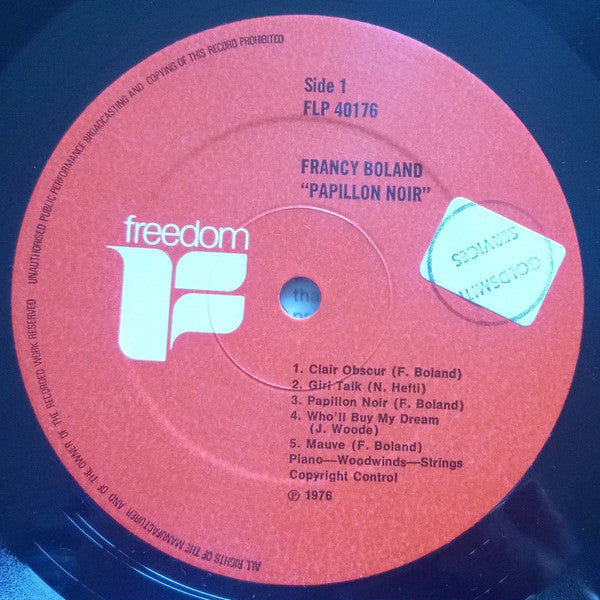 Side 1
FLP 40176
FRANCY BOLAND
"PAPILLON NOIR"
freedom
GOLDSMITH
SERVICES
1. Clair Obscur (F. Boland)
2. Girl Talk (N. Hefti)
3. Papillon Noir (F. Boland)
4. Who'll Buy My Dream
(J. Woode)
5. Mauve (F. Boland)
Piano—Woodwinds—Strings
Copyright Control
℗ 1976
ALL RIGHTS OF THE MANUFACTURER AND OF THE OWNER OF THE RECORDED WORK RESERVED UNAUTHORISED PUBLIC PERFORMANCE BROADCASTING AND COPYING OF THIS RECORD PROHIBITED